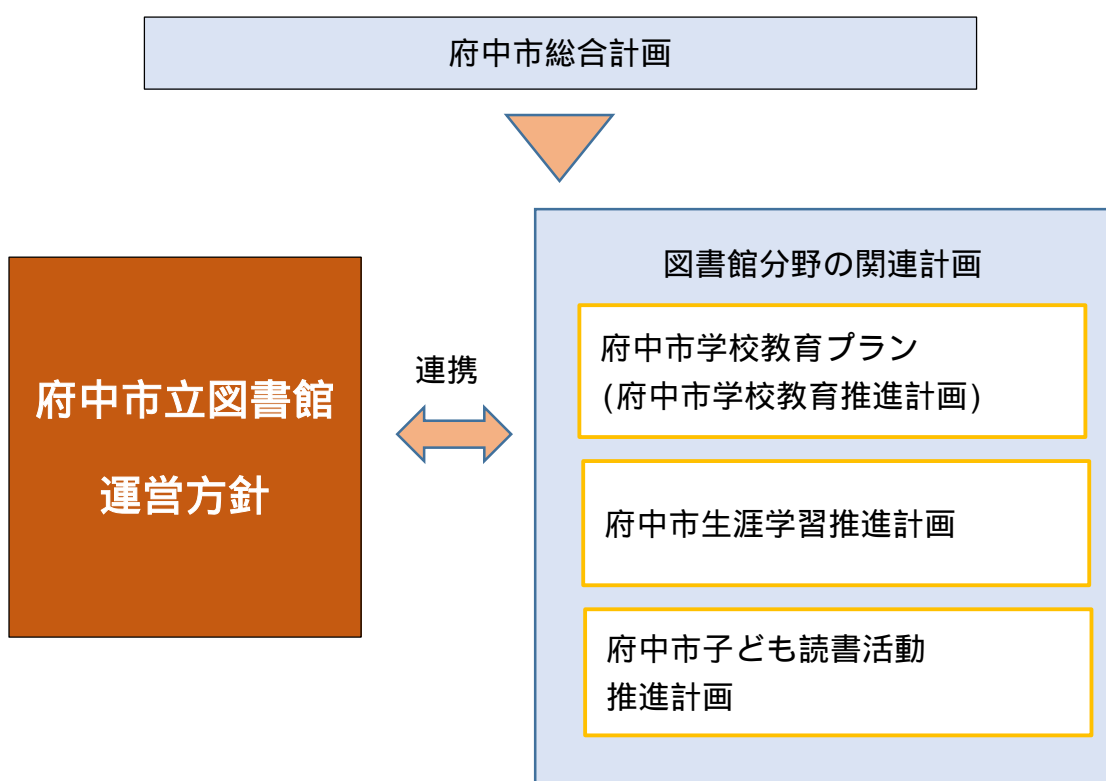 府中市総合計画
図書館分野の関連計画
府中市学校教育プラン
(府中市学校教育推進計画)
連携
府中市立図書館
運営方針
府中市生涯学習推進計画
府中市子ども読書活動
推進計画